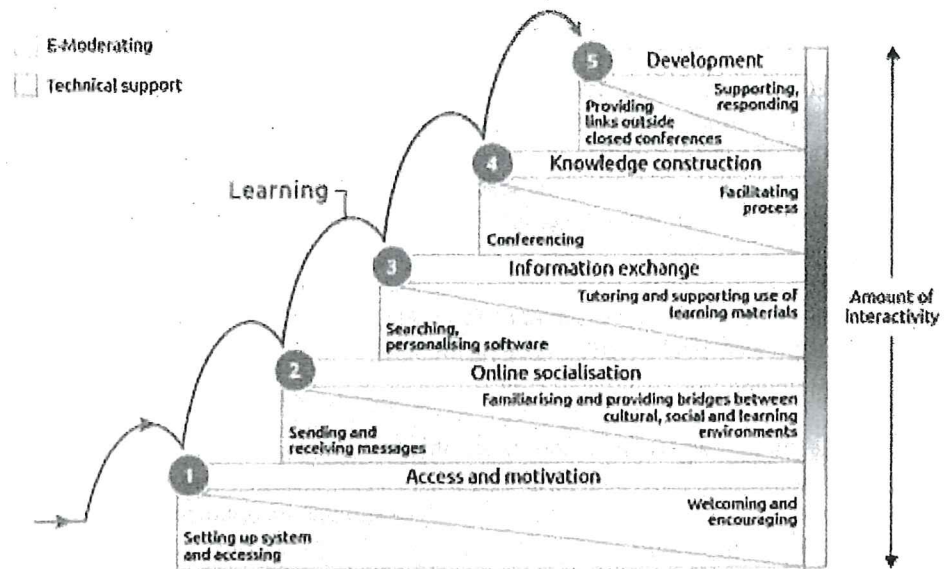 E-Moderating
Technical support
Learning
5
Development
Supporting,
responding
Providing
links outside
closed conferences
4
Knowledge construction
Facilitating
process
Conferencing
3
Information exchange
Tutoring and supporting use of
learning materials
Searching,
personalising software
2
Online socialisation
Familiarising and providing bridges between
cultural, social and learning
environments
Sending and
receiving messages
1
Access and motivation
Welcoming and
encouraging
Setting up system
and accessing
Amount of
interactivity